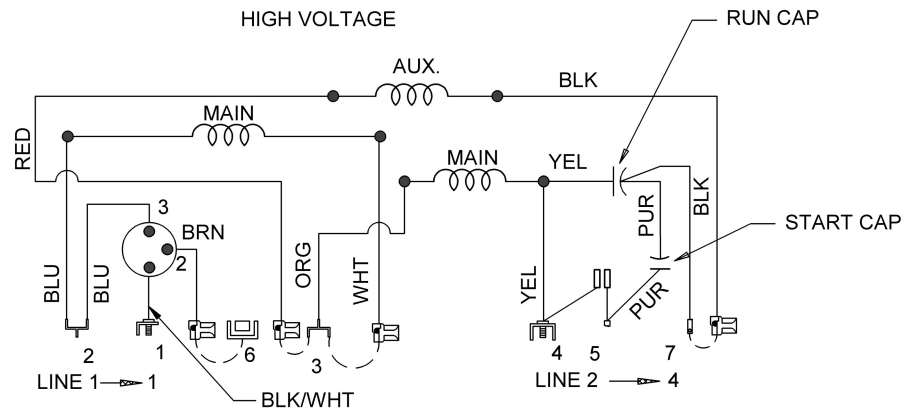 HIGH VOLTAGE
RUN CAP
AUX.
BLK
MAIN
RED
MAIN
YEL
3
BRN
2
PUR
BLK
START CAP
BLU
BLU
ORG
WHT
YEL
PUR
2
1
6
3
4
5
7
LINE 1 1
LINE 2 4
BLK/WHT